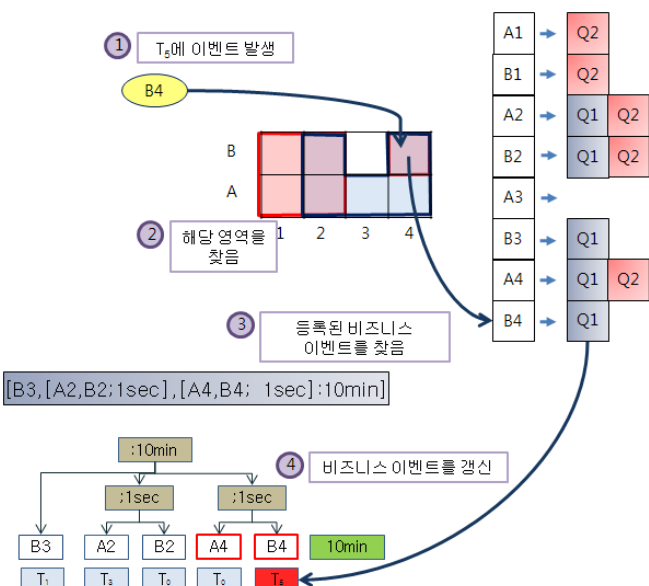 1
T5에 이벤트 발생
B4
B
A
1 2 3 4
2
해당 영역을
찾음
3
등록된 비즈니스
이벤트를 찾음
A1 Q2
B1 Q2
A2 Q1 Q2
B2 Q1 Q2
A3
B3 Q1
A4 Q1 Q2
B4 Q1
[B3,[A2,B2;1sec],[A4,B4; 1sec]:10min]
:10min
4
비즈니스 이벤트를 갱신
;1sec ;1sec
B3 A2 B2 A4 B4 10min
T1